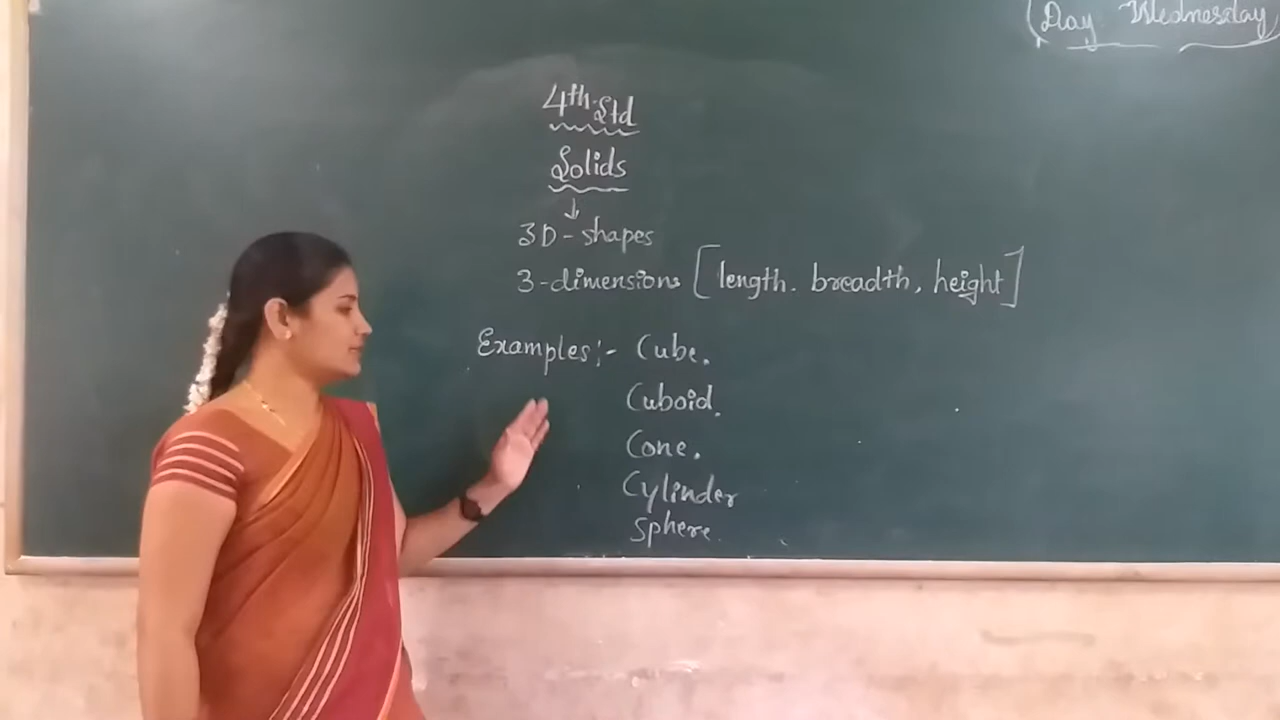 (Day Wednesday
4th Std
Solids
3D - shapes
3-dimensions [length. breadth, height]
Examples:- Cube.
Cuboid.
Cone.
Cylinder
Sphere.